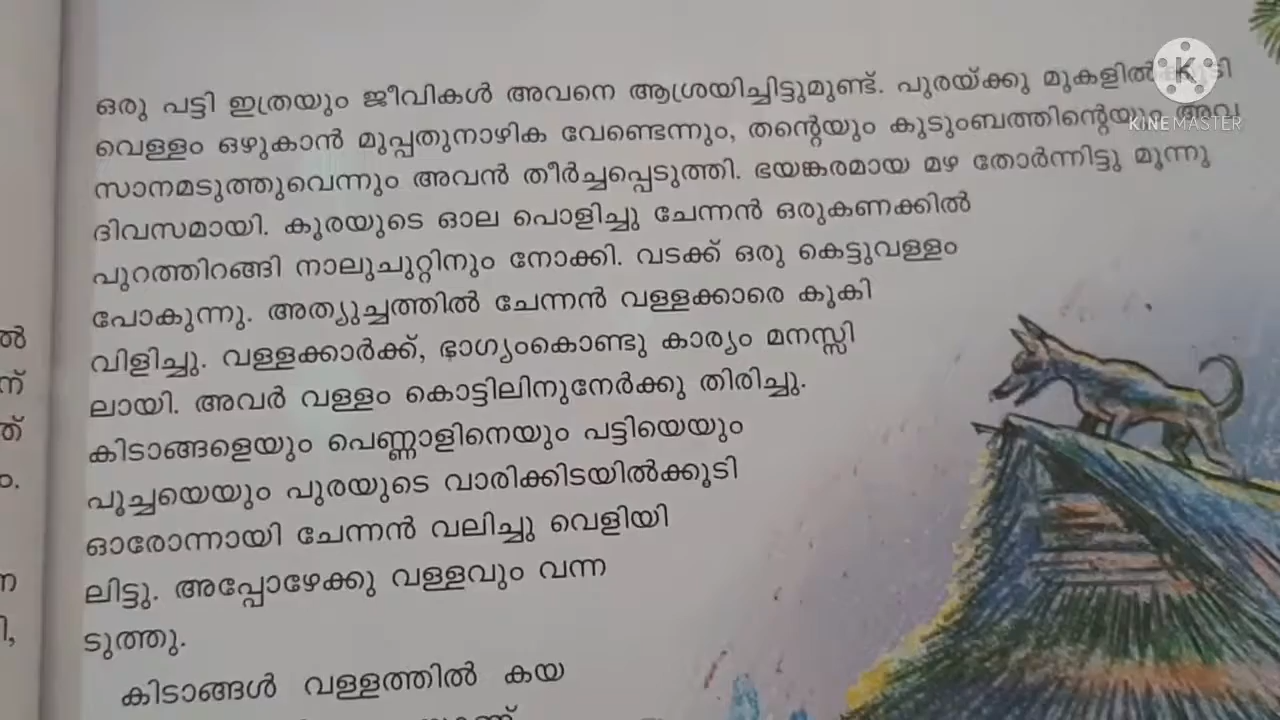 ഒരു പട്ടി ഇത്രയും ജീവികൾ അവനെ ആശ്രയിച്ചിട്ടുമുണ്ട്. പുരയ്ക്കു മുകളിൽ
വെള്ളം ഒഴുകാൻ മുപ്പതുനാഴിക വേണ്ടെന്നും, തന്റെയും കുടുംബത്തിന്റെയും അവ
സാനമടുത്തുവെന്നും അവൻ തീർച്ചപ്പെടുത്തി. ഭയങ്കരമായ മഴ തോർന്നിട്ടു മൂന്നു
ദിവസമായി. കൂരയുടെ ഓല പൊളിച്ചു ചേന്നൻ ഒരുകണക്കിൽ
പുറത്തിറങ്ങി നാലുചുറ്റിനും നോക്കി. വടക്ക് ഒരു കെട്ടുവള്ളം
പോകുന്നു. അത്യുച്ചത്തിൽ ചേന്നൻ വള്ളക്കാരെ കൂകി
വിളിച്ചു. വള്ളക്കാർക്ക്, ഭാഗ്യംകൊണ്ടു കാര്യം മനസ്സി
ലായി. അവർ വള്ളം കൊട്ടിലിനുനേർക്കു തിരിച്ചു.
കിടാങ്ങളെയും പെണ്ണാളിനെയും പട്ടിയെയും
പൂച്ചയെയും പുരയുടെ വാരിക്കിടയിൽക്കൂടി
ഓരോന്നായി ചേന്നൻ വലിച്ചു വെളിയി
ലിട്ടു. അപ്പോഴേക്കു വള്ളവും വന്ന
ടുത്തു.
കിടാങ്ങൾ വള്ളത്തിൽ കയ
K
KINEMASTER